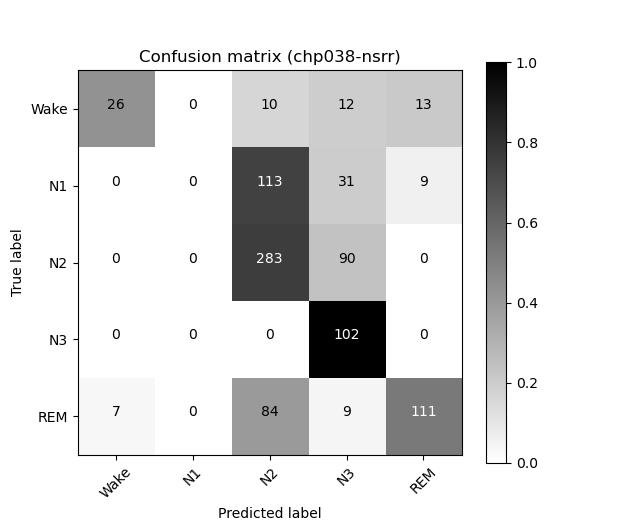 Confusion matrix (chp038-nsrr)
1.0
Wake 26 0 10 12 13
0.8
N1 0 0 113 31 9
0.6
True label
N2 0 0 283 90 0
0.4
N3 0 0 0 102 0
0.2
REM 7 0 84 9 111
0.0
Wake N1 N2 N3 REM
Predicted label